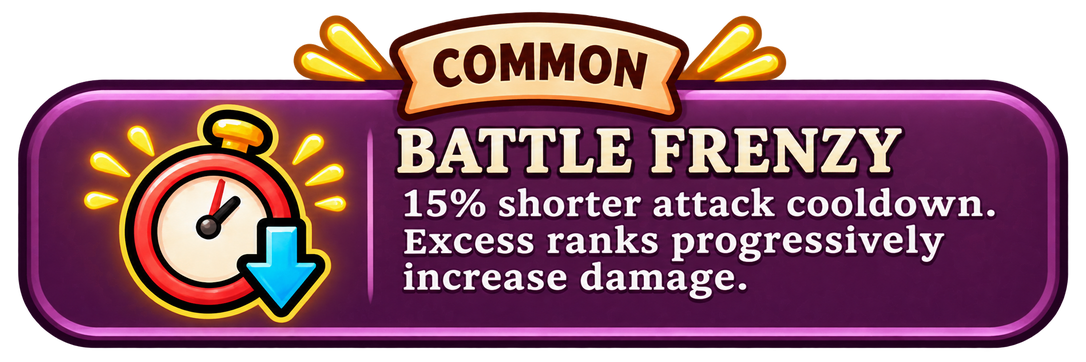 COMMON
BATTLE FRENZY
15% shorter attack cooldown.
Excess ranks progressively
increase damage.